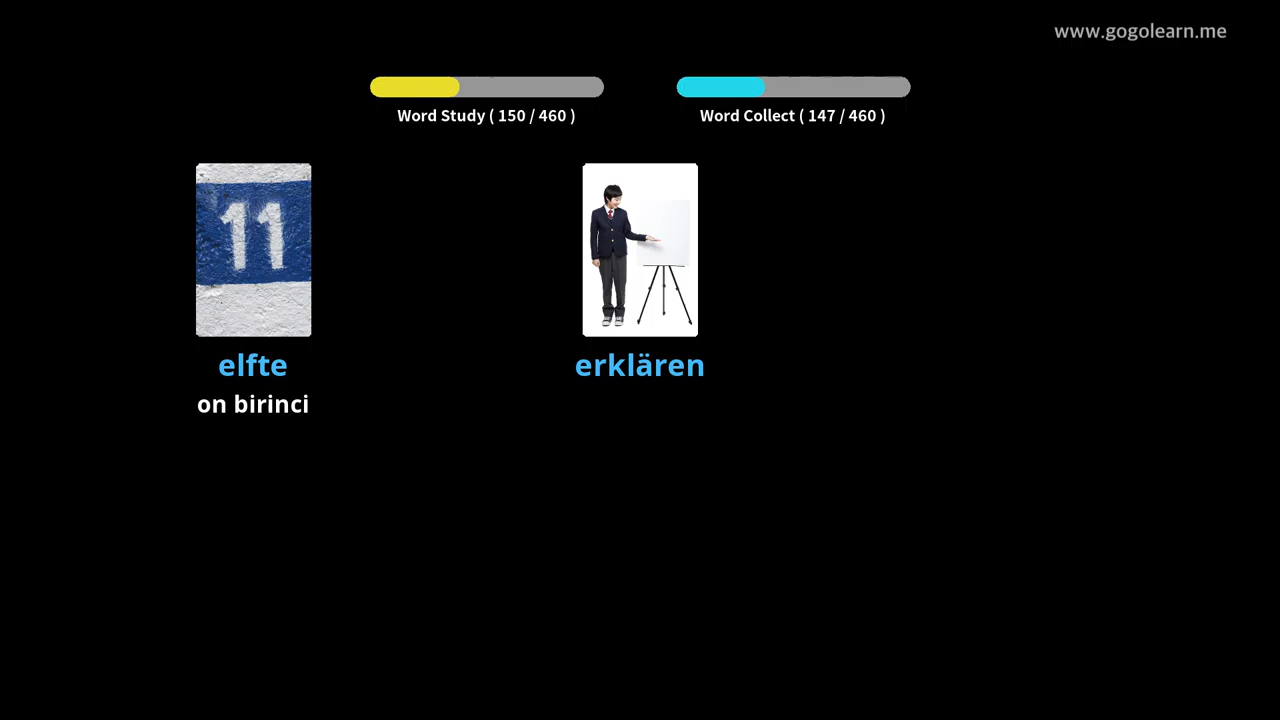 www.gogolearn.me
Word Study ( 150 / 460 )
Word Collect ( 147 / 460 )
11
elfte
erklären
on birinci